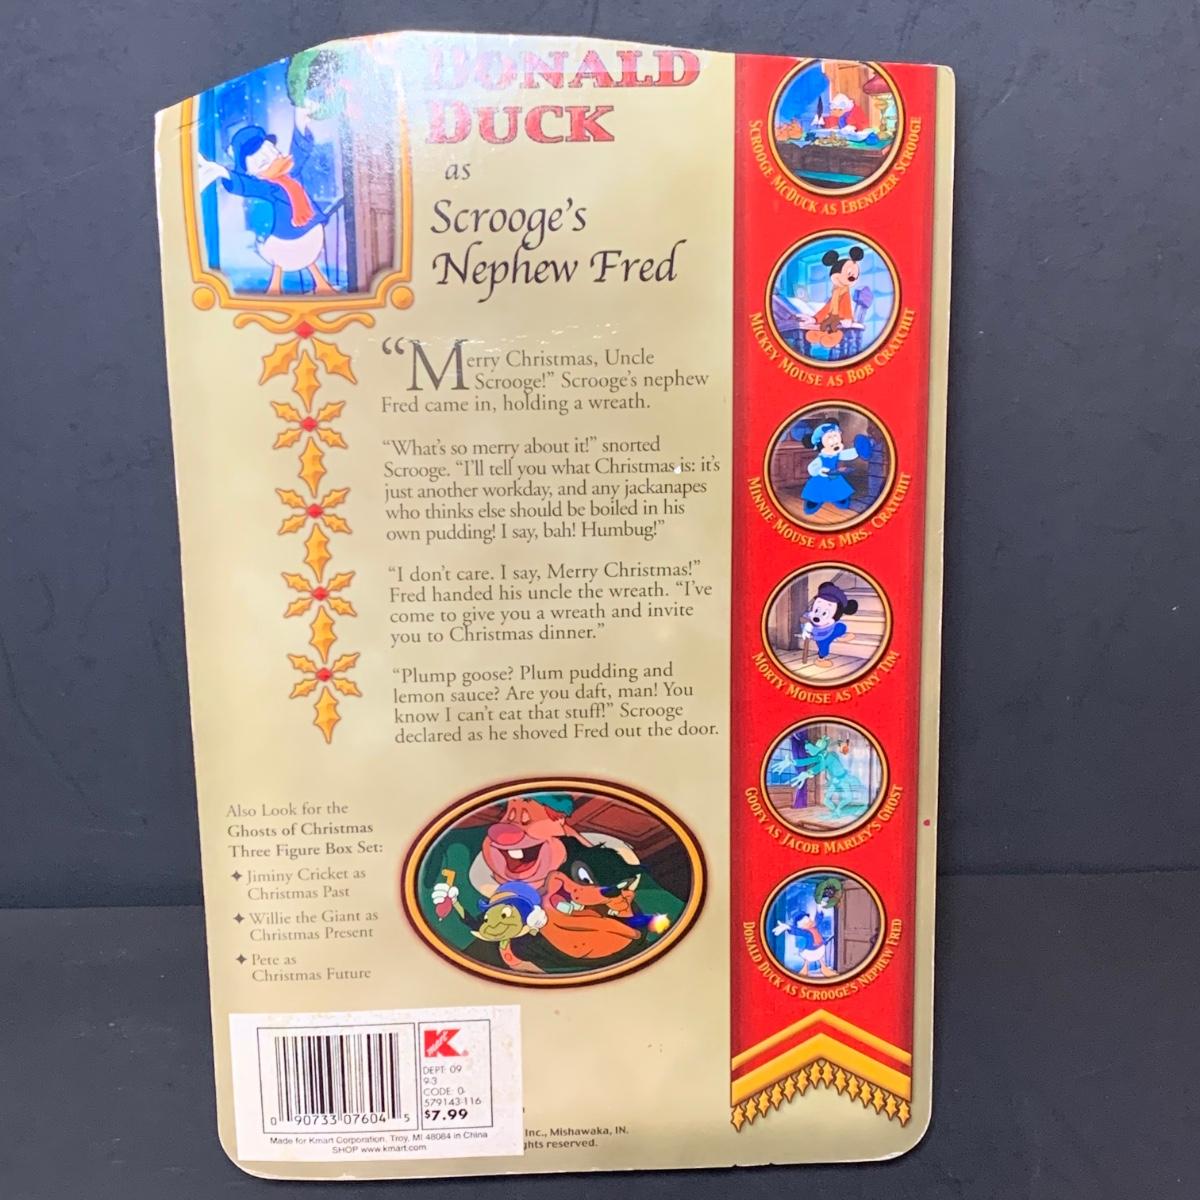 DONALD
DUCK
as
Scrooge's
Nephew Fred
"Merry Christmas, Uncle
Scrooge!" Scrooge's nephew
Fred came in, holding a wreath.
"What's so merry about it!" snorted
Scrooge. "I'll tell you what Christmas is: it's
just another workday, and any jackanapes
who thinks else should be boiled in his
own pudding! I say, bah! Humbug!"
"I don't care. I say, Merry Christmas!"
Fred handed his uncle the wreath. "I've
come to give you a wreath and invite
you to Christmas dinner."
"Plump goose? Plum pudding and
lemon sauce? Are you daft, man! You
know I can't eat that stuff!" Scrooge
declared as he shoved Fred out the door.
Also Look for the
Ghosts of Christmas
Three Figure Box Set:
✦ Jiminy Cricket as
Christmas Past
✦ Willie the Giant as
Christmas Present
✦ Pete as
Christmas Future
SCROOGE MCDUCK AS EBENEZER SCROOGE
MICKEY MOUSE AS BOB CRATCHIT
MINNIE MOUSE AS MRS. CRATCHIT
MORTY MOUSE AS TINY TIM
GOOFY AS JACOB MARLEY'S GHOST
DONALD DUCK AS SCROOGE'S NEPHEW FRED
K
DEPT: 09
9-3
CODE: 0-
579143-116
$7.99
0 90733 07604 5
Made for Kmart Corporation, Troy, MI 48084 in China
SHOP www.kmart.com
Inc., Mishawaka, IN.
ghts reserved.